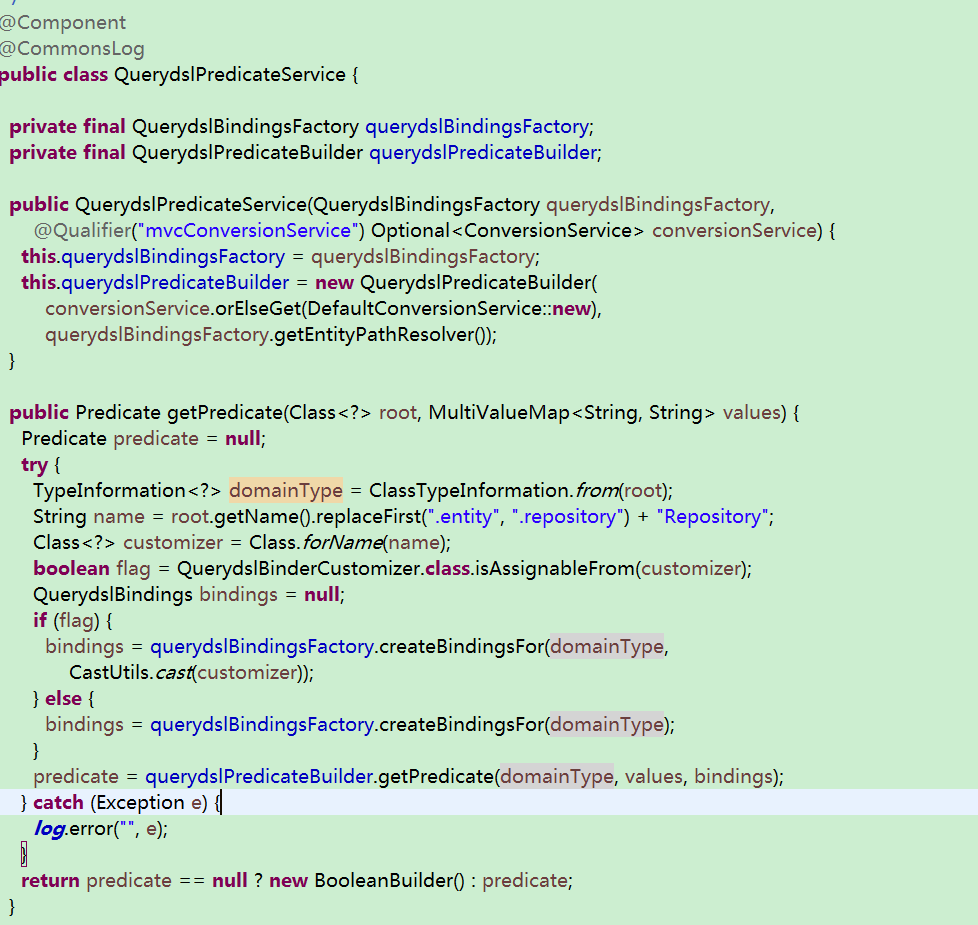 @Component
@CommonsLog
public class QuerydslPredicateService {
private final QuerydslBindingsFactory querydslBindingsFactory;
private final QuerydslPredicateBuilder querydslPredicateBuilder;
public QuerydslPredicateService(QuerydslBindingsFactory querydslBindingsFactory,
@Qualifier("mvcConversionService") Optional<ConversionService> conversionService) {
this.querydslBindingsFactory = querydslBindingsFactory;
this.querydslPredicateBuilder = new QuerydslPredicateBuilder(
conversionService.orElseGet(DefaultConversionService::new),
querydslBindingsFactory.getEntityPathResolver());
}
public Predicate getPredicate(Class<?> root, MultiValueMap<String, String> values) {
Predicate predicate = null;
try {
TypeInformation<?> domainType = ClassTypeInformation.from(root);
String name = root.getName().replaceFirst(".entity", ".repository") + "Repository";
Class<?> customizer = Class.forName(name);
boolean flag = QuerydslBinderCustomizer.class.isAssignableFrom(customizer);
QuerydslBindings bindings = null;
if (flag) {
bindings = querydslBindingsFactory.createBindingsFor(domainType,
CastUtils.cast(customizer));
} else {
bindings = querydslBindingsFactory.createBindingsFor(domainType);
}
predicate = querydslPredicateBuilder.getPredicate(domainType, values, bindings);
} catch (Exception e) {
log.error("", e);
}
return predicate == null ? new BooleanBuilder() : predicate;
}